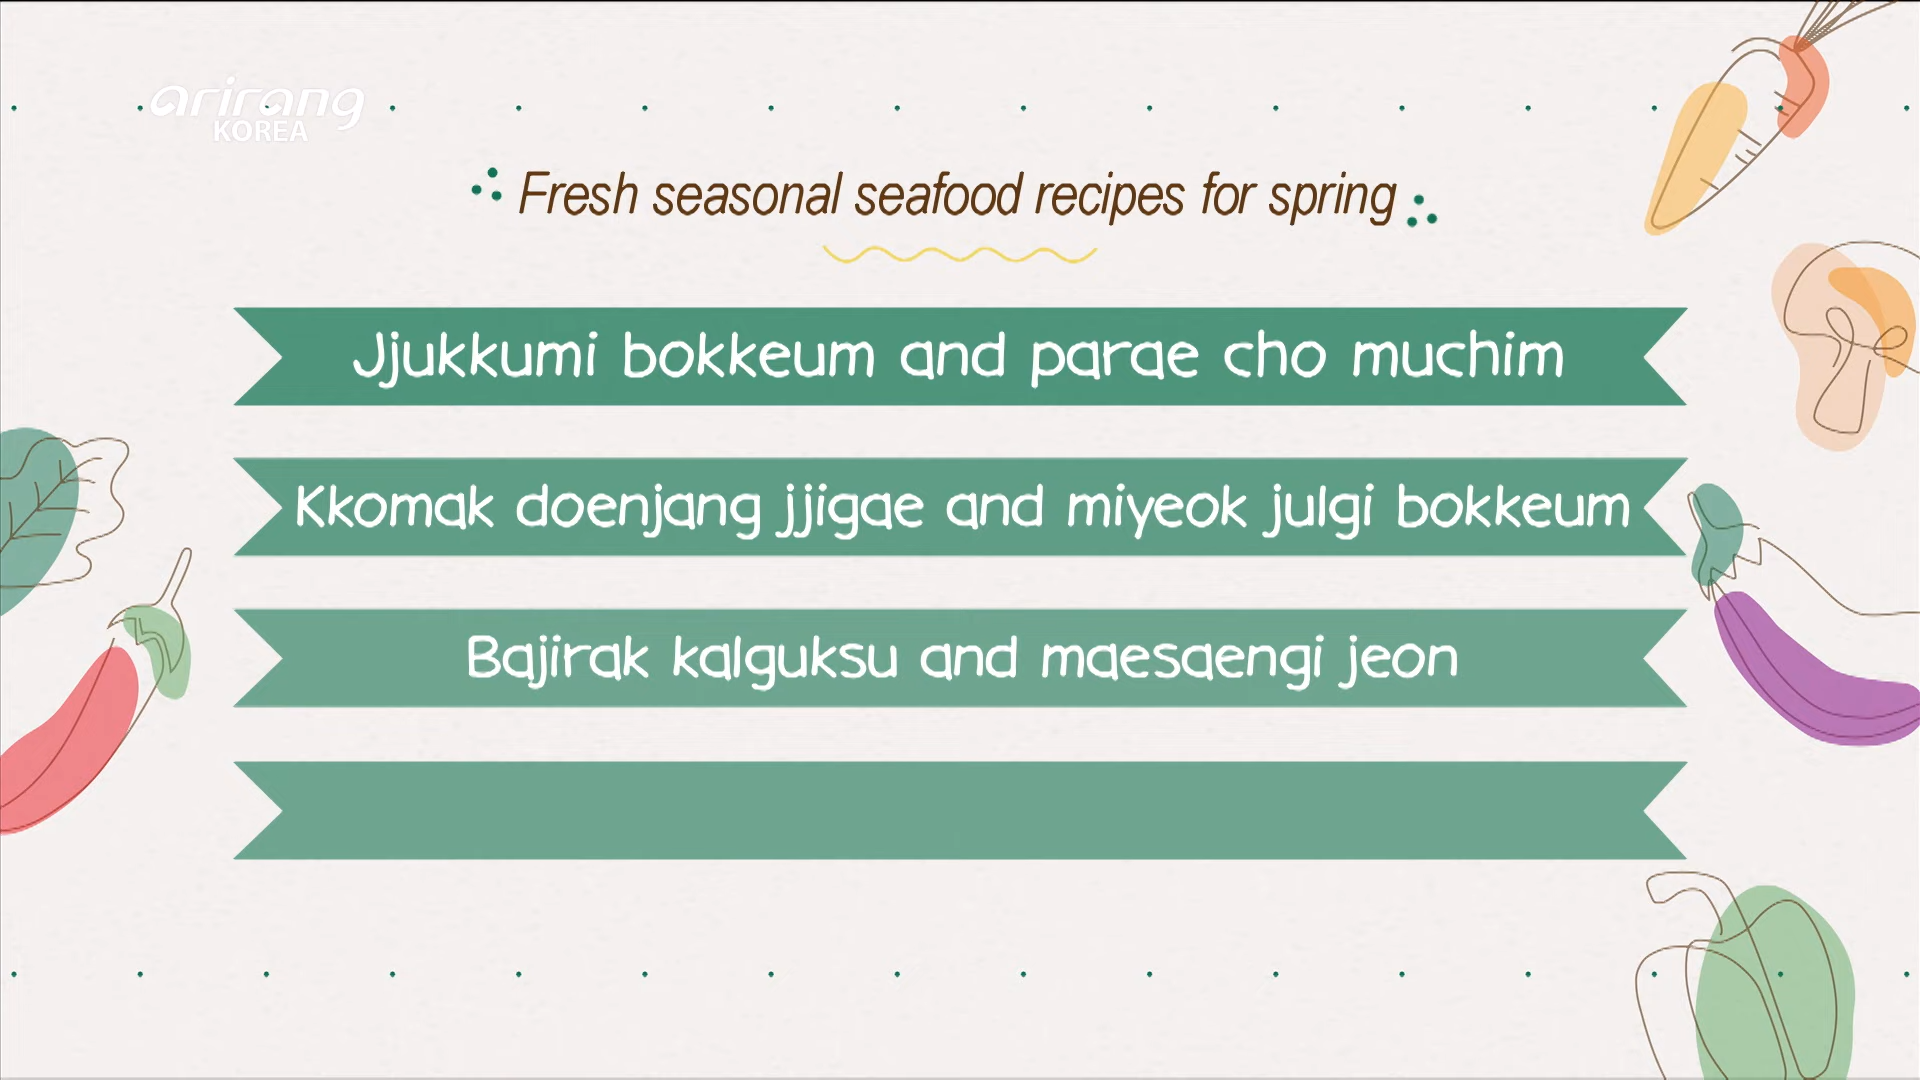 arirang
KOREA
Fresh seasonal seafood recipes for spring
Jjukkumi bokkeum and parae cho muchim
Kkomak doenjang jjigae and miyeok julgi bokkeum
Bajirak kalguksu and maesaengi jeon